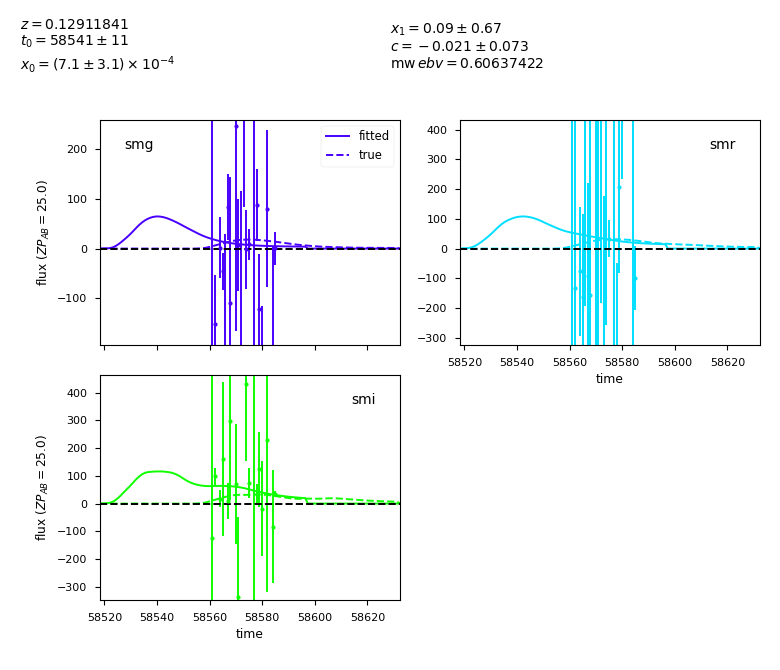 z = 0.12911841
t₀ = 58541 ± 11
x₀ = (7.1 ± 3.1) × 10⁻⁴
x₁ = 0.09 ± 0.67
c = −0.021 ± 0.073
mw ebv = 0.60637422
smg
fitted
true
200
100
0
−100
flux (ZP_AB = 25.0)
smr
400
300
200
100
0
−100
−200
−300
58520 58540 58560 58580 58600 58620
time
smi
400
300
200
100
0
−100
−200
−300
flux (ZP_AB = 25.0)
58520 58540 58560 58580 58600 58620
time